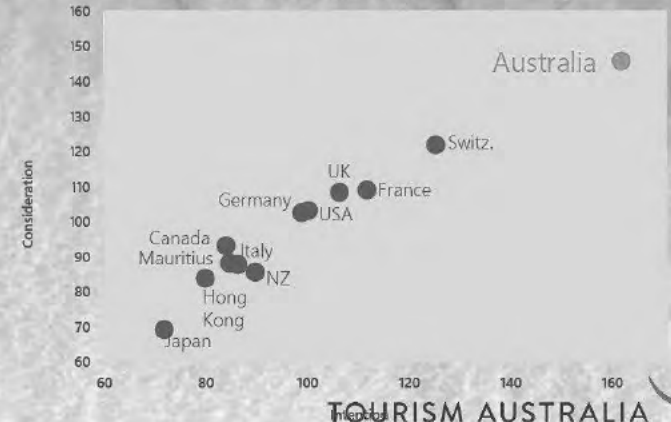 160
150
140
130
120
110
100
90
80
70
60
Consideration
Australia
Switz.
UK
France
Germany
USA
Canada
Mauritius
Italy
NZ
Hong
Kong
Japan
60 80 100 120 140 160
Intention
TOURISM AUSTRALIA